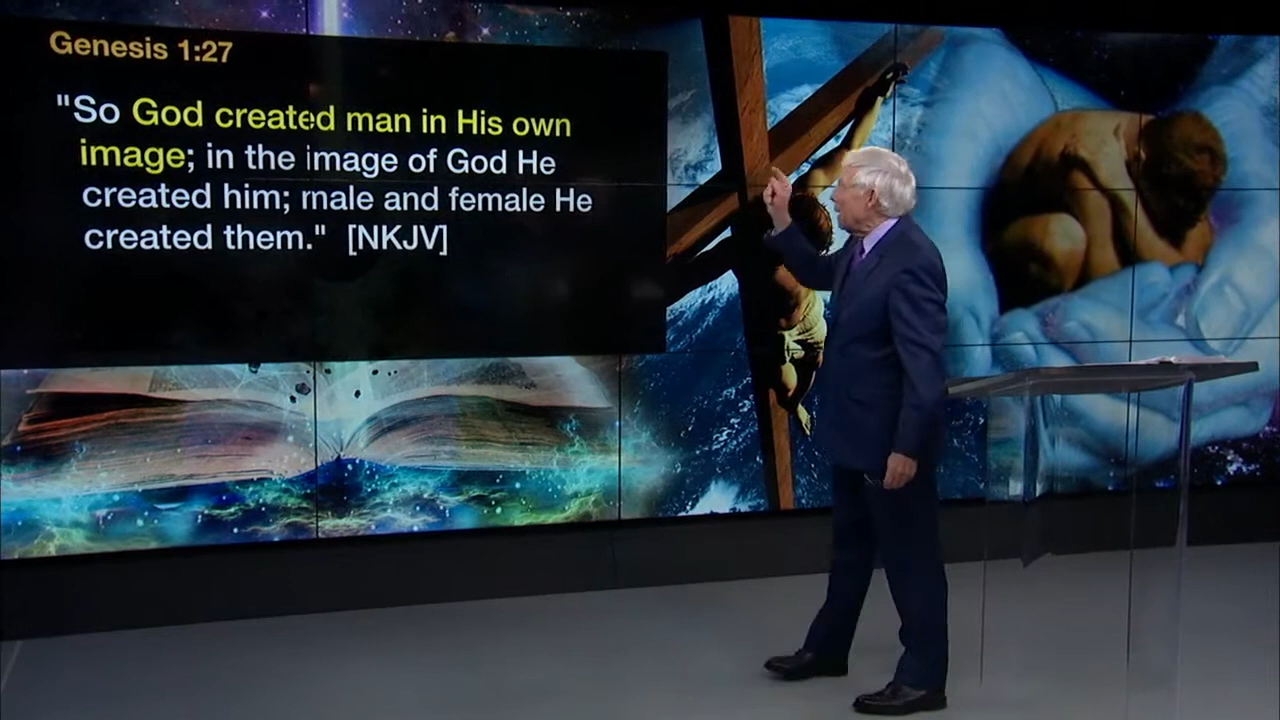 Genesis 1:27
"So God created man in His own
image; in the image of God He
created him; male and female He
created them." [NKJV]